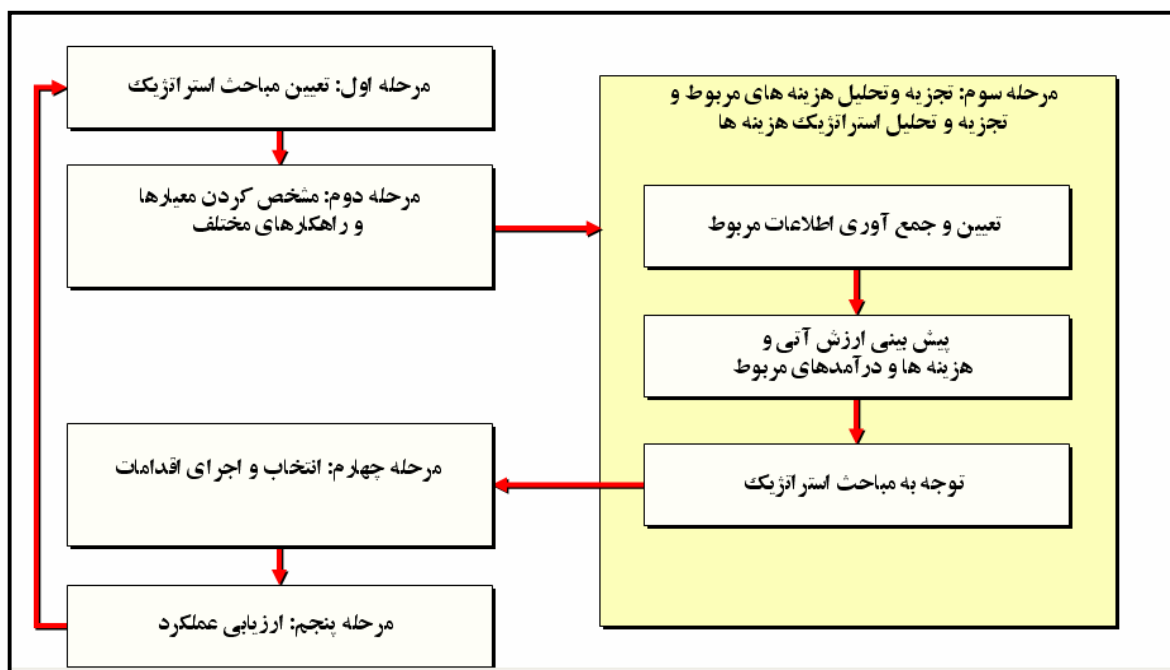 مرحله اول: تعیین مباحث استراتژیک
مرحله دوم: مشخص کردن معیارها
و راهکارهای مختلف
مرحله سوم: تجزیه وتحلیل هزینه های مربوط و
تجزیه و تحلیل استراتژیک هزینه ها
تعیین و جمع آوری اطلاعات مربوط
پیش بینی ارزش آتی و
هزینه ها و درآمدهای مربوط
توجه به مباحث استراتژیک
مرحله چهارم: انتخاب و اجرای اقدامات
مرحله پنجم: ارزیابی عملکرد